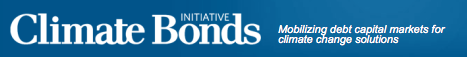 Climate Bonds INITIATIVE
Mobilizing debt capital markets for
climate change solutions